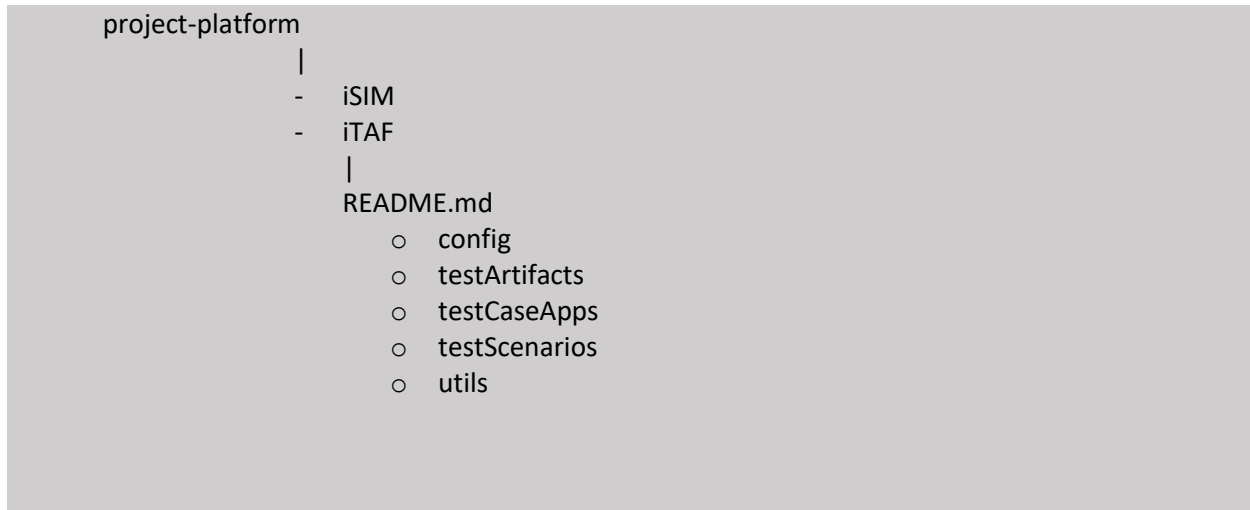 project-platform
|
- iSIM
- iTAF
|
README.md
o config
o testArtifacts
o testCaseApps
o testScenarios
o utils